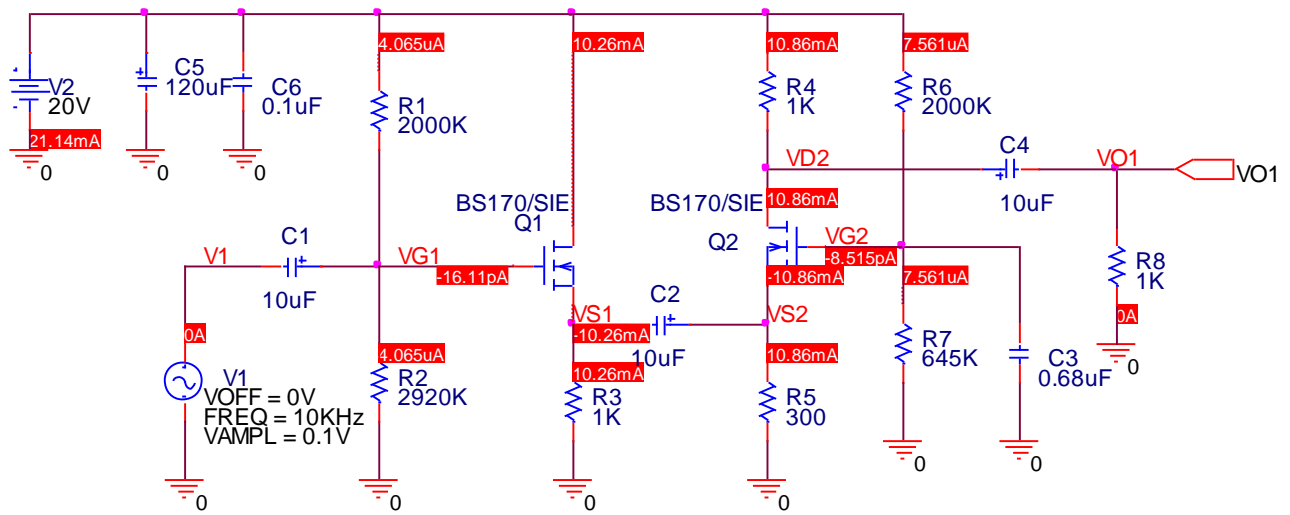 4.065uA
10.26mA
10.86mA
7.561uA
V2
20V
21.14mA
0
C5
120uF
0
C6
0.1uF
0
R1
2000K
R4
1K
R6
2000K
VD2
C4
10uF
VO1
VO1
BS170/SIE
Q1
BS170/SIE
Q2
10.86mA
V1
C1
10uF
VG1
-16.11pA
VG2
-8.515pA
-10.86mA
7.561uA
R8
1K
0A
0
VS1
-10.26mA
C2
10uF
VS2
0A
V1
VOFF = 0V
FREQ = 10KHz
VAMPL = 0.1V
0
4.065uA
R2
2920K
0
10.26mA
R3
1K
0
10.86mA
R5
300
0
R7
645K
0
C3
0.68uF
0